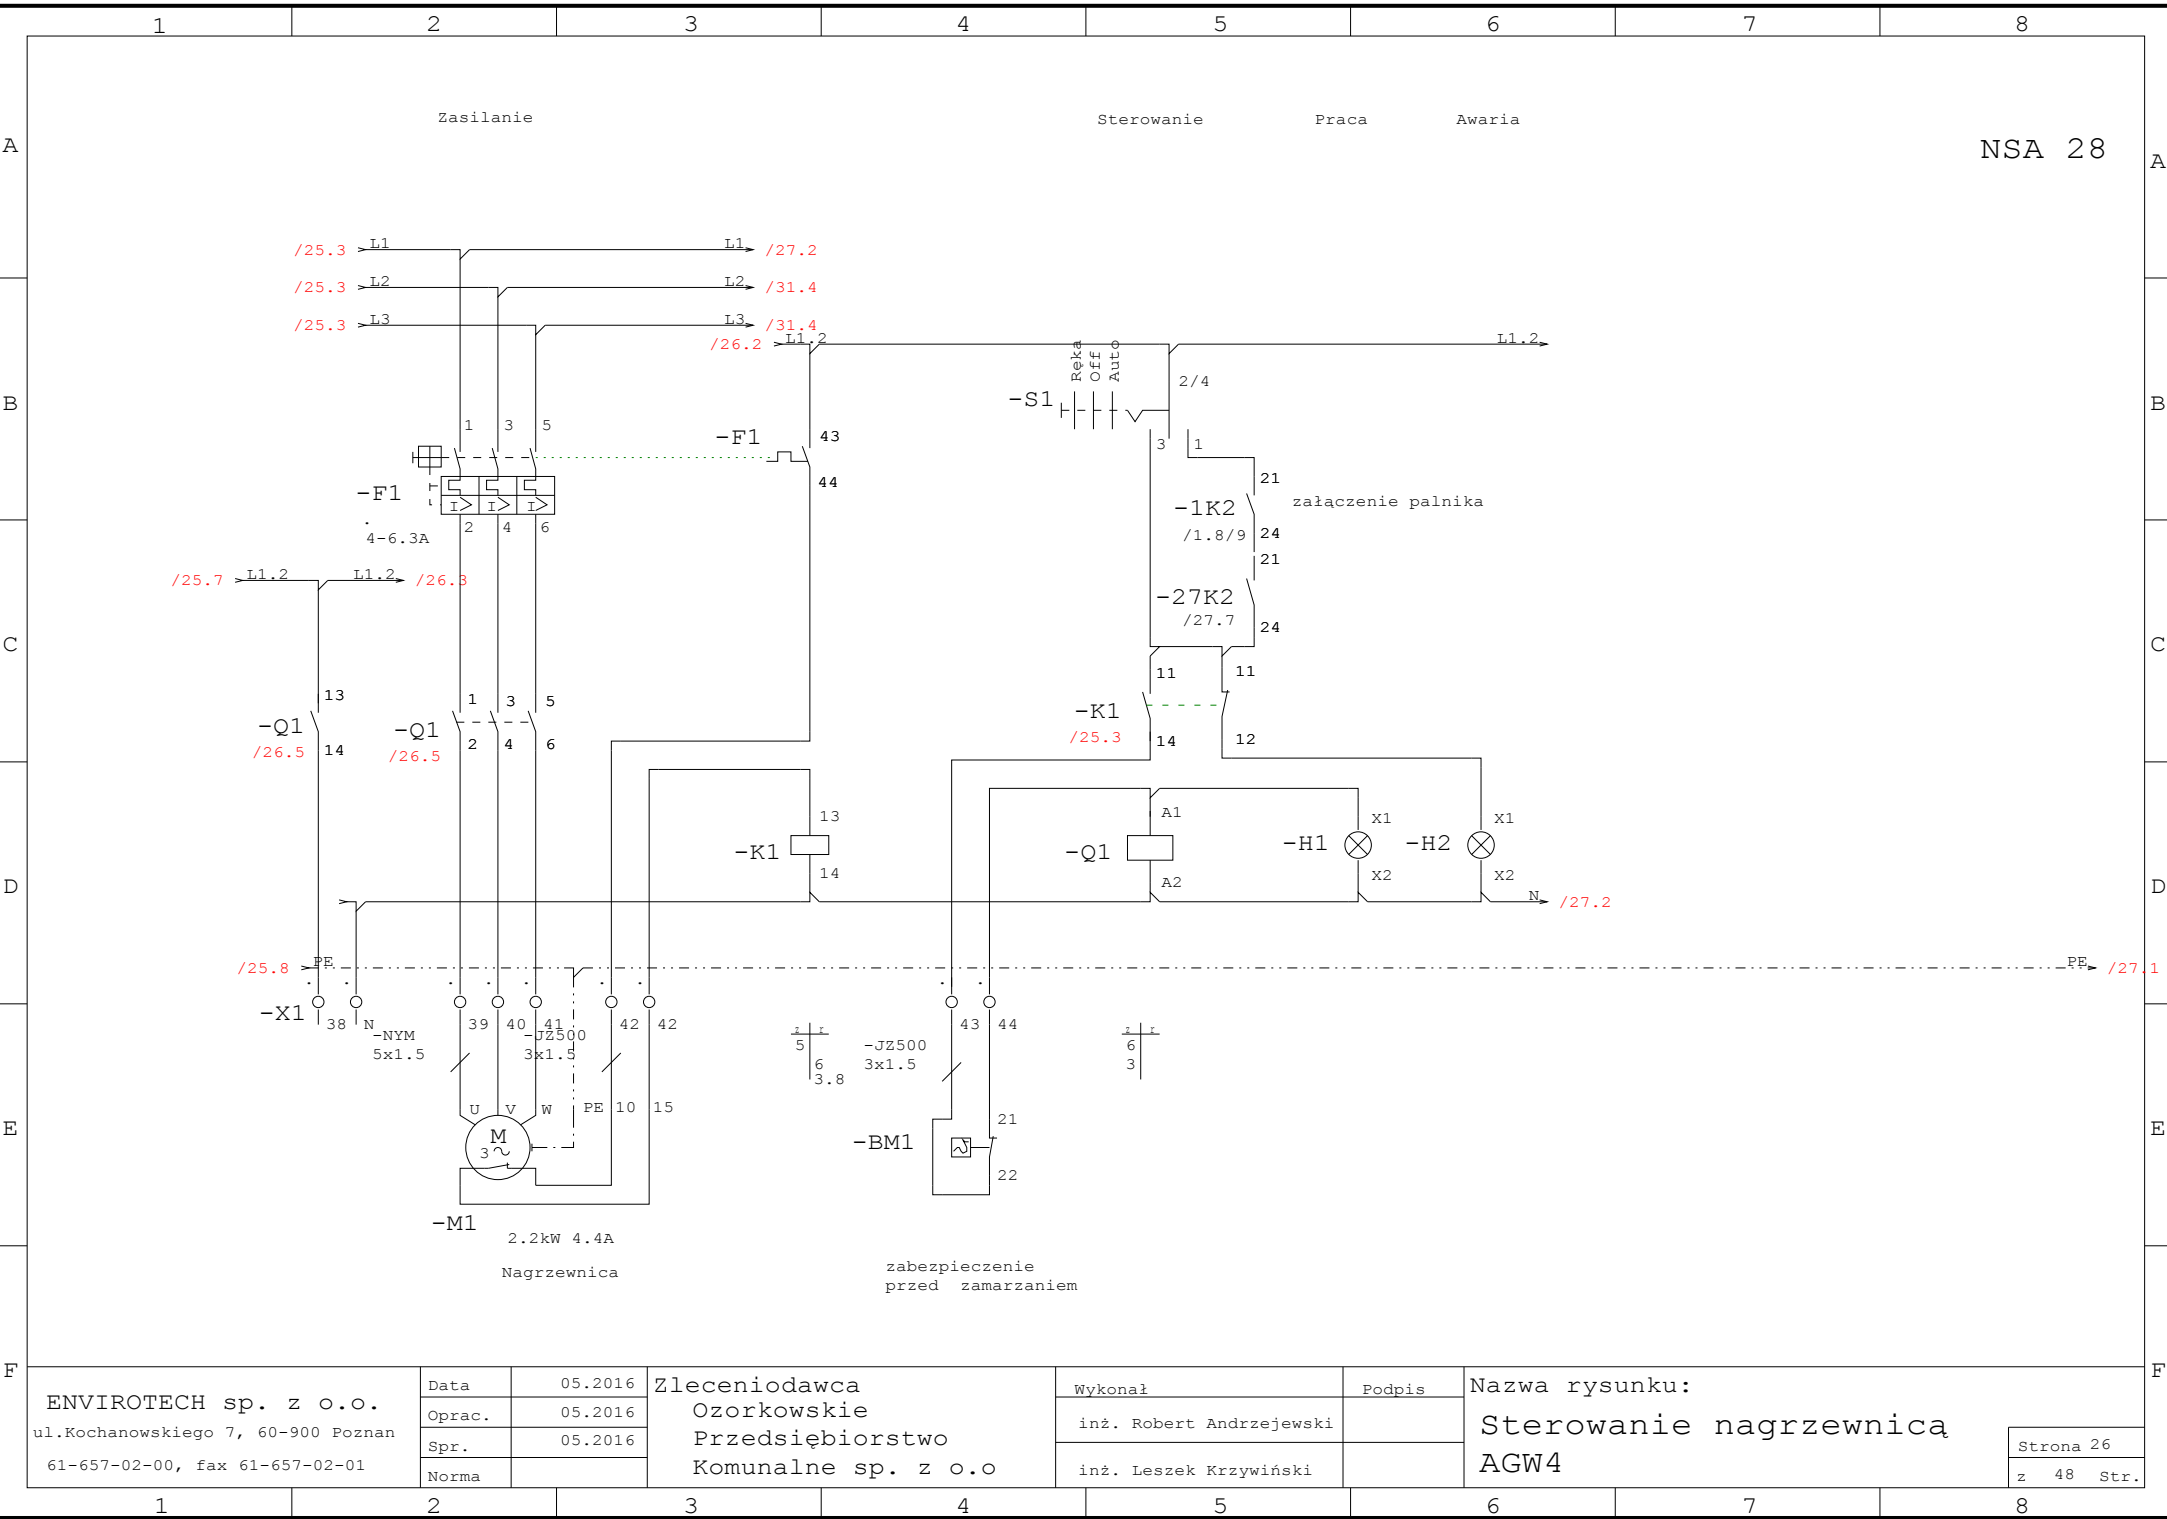 1 2 3 4 5 6 7 8
Zasilanie
Sterowanie Praca Awaria
A A
NSA 28
/25.3 L1 L1 /27.2
/25.3 L2 L2 /31.4
/25.3 L3 L3 /31.4
/26.2 L1.2 L1.2
Ręka
Off
Auto
2/4
B -S1 B
1 3 5 -F1 43
3 1
44
-F1
21
-1K2 załączenie palnika
.
4-6.3A
2 4 6
/1.8/9 24
21
/25.7 L1.2 L1.2 /26.3
-27K2
/27.7 24
C C
11 11
13 1 3 5
-Q1 -Q1 -K1
/26.5 14 /26.5 2 4 6 /25.3 14 12
13 A1 X1 X1
-K1 -Q1 -H1 -H2
14 A2 X2 X2
D D
N /27.2
/25.8 PE PE /27.1
-X1 38 N 39 40 41 42 42 43 44
-NYM
5x1.5
-JZ500
3x1.5
z r
5
6
3.8
-JZ500
3x1.5
z r
6
3
I> I> I>
U V W PE 10 15
M
3
E E
-BM1 21
22
-M1
2.2kW 4.4A
Nagrzewnica
zabezpieczenie
przed zamarzaniem
F F
ENVIROTECH sp. z o.o.
ul.Kochanowskiego 7, 60-900 Poznan
61-657-02-00, fax 61-657-02-01
Data 05.2016
Oprac. 05.2016
Spr. 05.2016
Norma
Zleceniodawca
Ozorkowskie
Przedsiębiorstwo
Komunalne sp. z o.o
Wykonał Podpis
inż. Robert Andrzejewski
inż. Leszek Krzywiński
Nazwa rysunku:
Sterowanie nagrzewnicą
AGW4
Strona 26
z 48 Str.
1 2 3 4 5 6 7 8